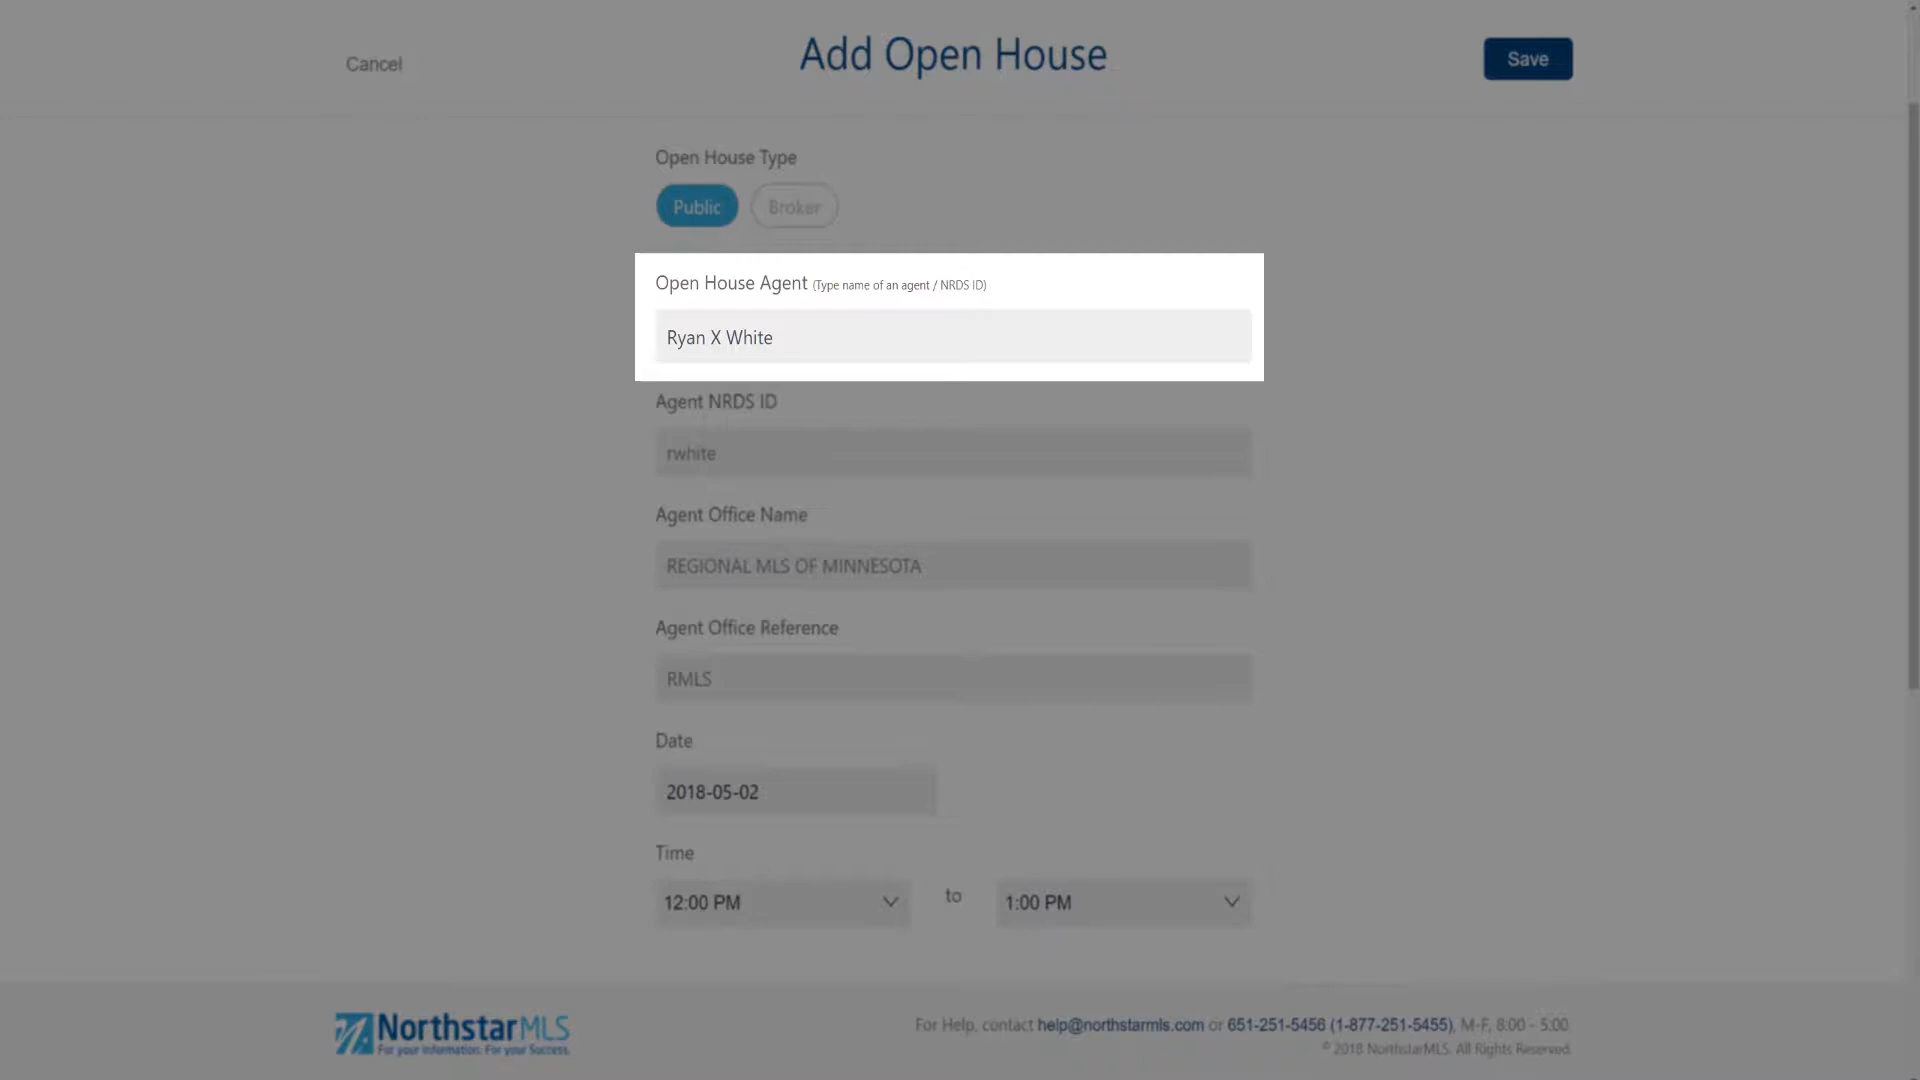 Cancel
Add Open House
Save
Open House Type
Public
Broker
Open House Agent (Type name of an agent / NRDS ID)
Ryan X White
Agent NRDS ID
rwhite
Agent Office Name
REGIONAL MLS OF MINNESOTA
Agent Office Reference
RMLS
Date
2018-05-02
Time
12:00 PM
to
1:00 PM
NorthstarMLS
For your Information. For your Success.
For Help, contact help@northstarmls.com or 651-251-5456 (1-877-251-5455), M-F, 8:00 - 5:00
© 2018 NorthstarMLS. All Rights Reserved.